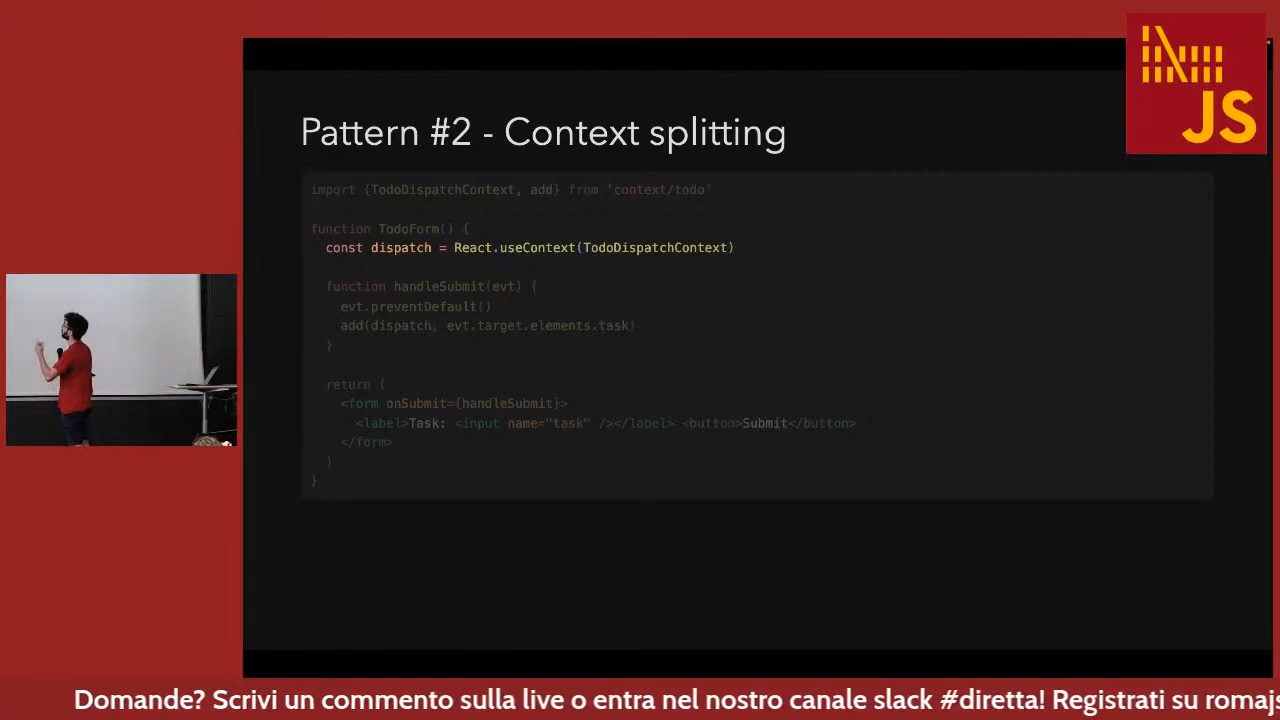 JS
Pattern #2 - Context splitting
import {TodoDispatchContext, add} from 'context/todo'
function TodoForm() {
const dispatch = React.useContext(TodoDispatchContext)
function handleSubmit(evt) {
evt.preventDefault()
add(dispatch, evt.target.elements.task)
}
return (
<form onSubmit={handleSubmit}>
<label>Task: <input name="task" /></label> <button>Submit</button>
</form>
)
}
Domande? Scrivi un commento sulla live o entra nel nostro canale slack #diretta! Registrati su romajs